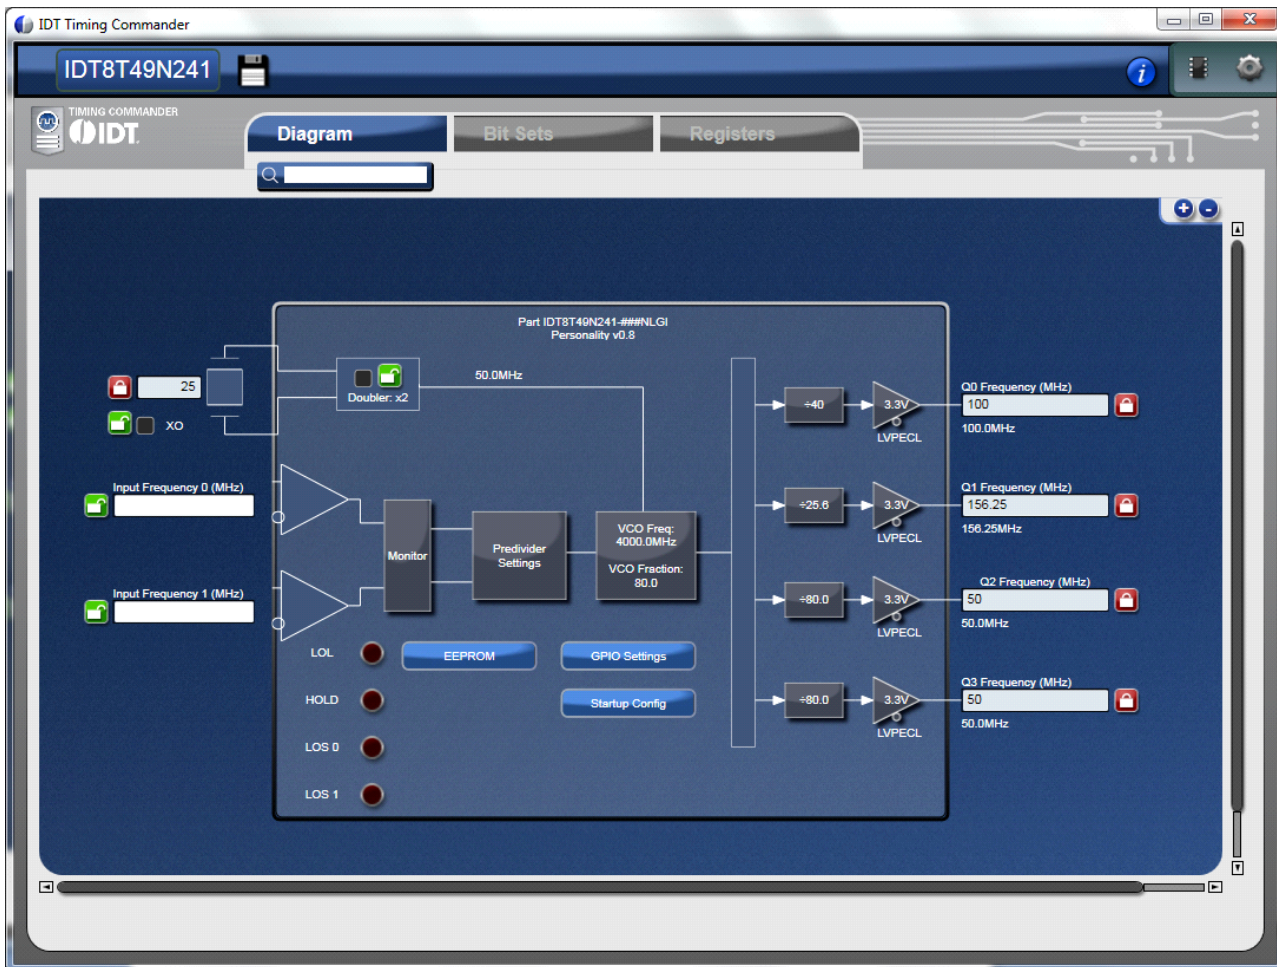 IDT Timing Commander
IDT8T49N241
i
TIMING COMMANDER
IDT.
Diagram
Bit Sets
Registers
+ -
Part IDT8T49N241-###NLGI
Personality v0.8
25
XO
Doubler: x2
50.0MHz
Input Frequency 0 (MHz)
Input Frequency 1 (MHz)
Monitor
Predivider
Settings
VCO Freq:
4000.0MHz
VCO Fraction:
80.0
÷40
3.3V
LVPECL
Q0 Frequency (MHz)
100
100.0MHz
÷25.6
3.3V
LVPECL
Q1 Frequency (MHz)
156.25
156.25MHz
÷80.0
3.3V
LVPECL
Q2 Frequency (MHz)
50
50.0MHz
÷80.0
3.3V
LVPECL
Q3 Frequency (MHz)
50
50.0MHz
LOL
HOLD
LOS 0
LOS 1
EEPROM
GPIO Settings
Startup Config